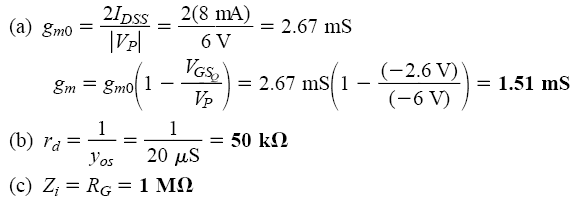 (a) g_m0 = 2I_DSS / |V_P| = 2(8 mA) / 6 V = 2.67 mS
g_m = g_m0(1 − V_GSQ / V_P) = 2.67 mS(1 − (−2.6 V) / (−6 V)) = 1.51 mS
(b) r_d = 1 / y_os = 1 / 20 μS = 50 kΩ
(c) Z_i = R_G = 1 MΩ